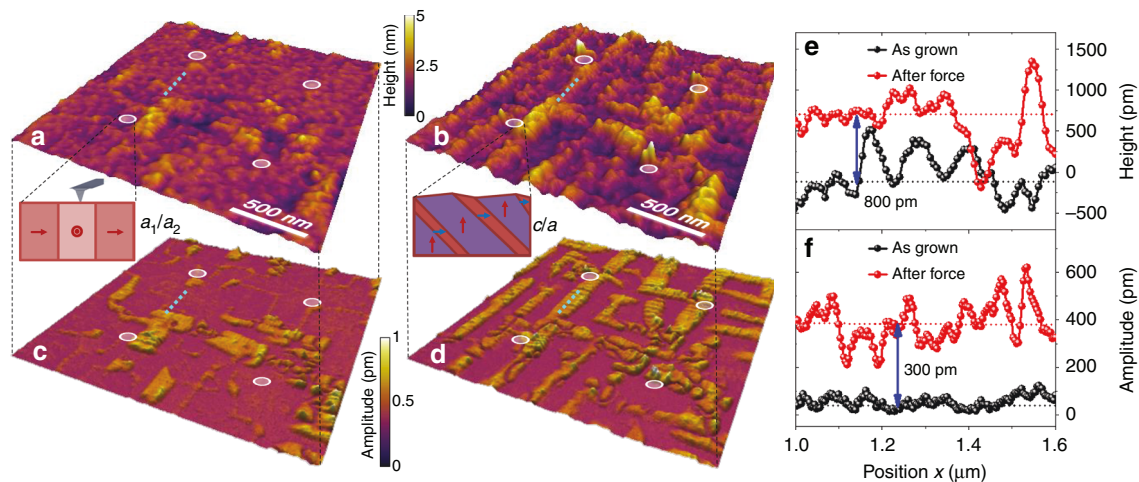 a
b
c
d
e
f
Height (nm)
5
2.5
0
500 nm
500 nm
a1/a2
c/a
Amplitude (pm)
1
0.5
0
As grown
After force
800 pm
1500
1000
500
0
−500
Height (pm)
As grown
After force
300 pm
600
400
200
0
Amplitude (pm)
1.0
1.2
1.4
1.6
Position x (μm)